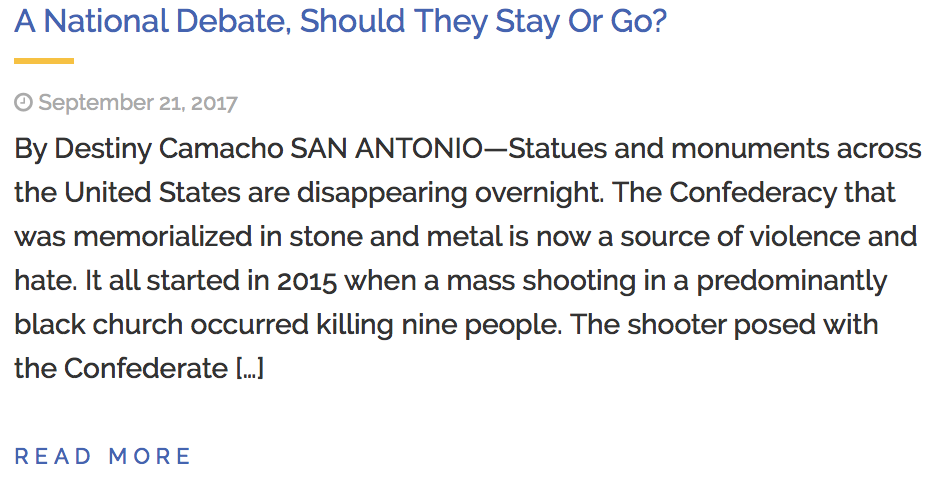 A National Debate, Should They Stay Or Go?
September 21, 2017
By Destiny Camacho SAN ANTONIO—Statues and monuments across
the United States are disappearing overnight. The Confederacy that
was memorialized in stone and metal is now a source of violence and
hate. It all started in 2015 when a mass shooting in a predominantly
black church occurred killing nine people. The shooter posed with
the Confederate […]
READ MORE